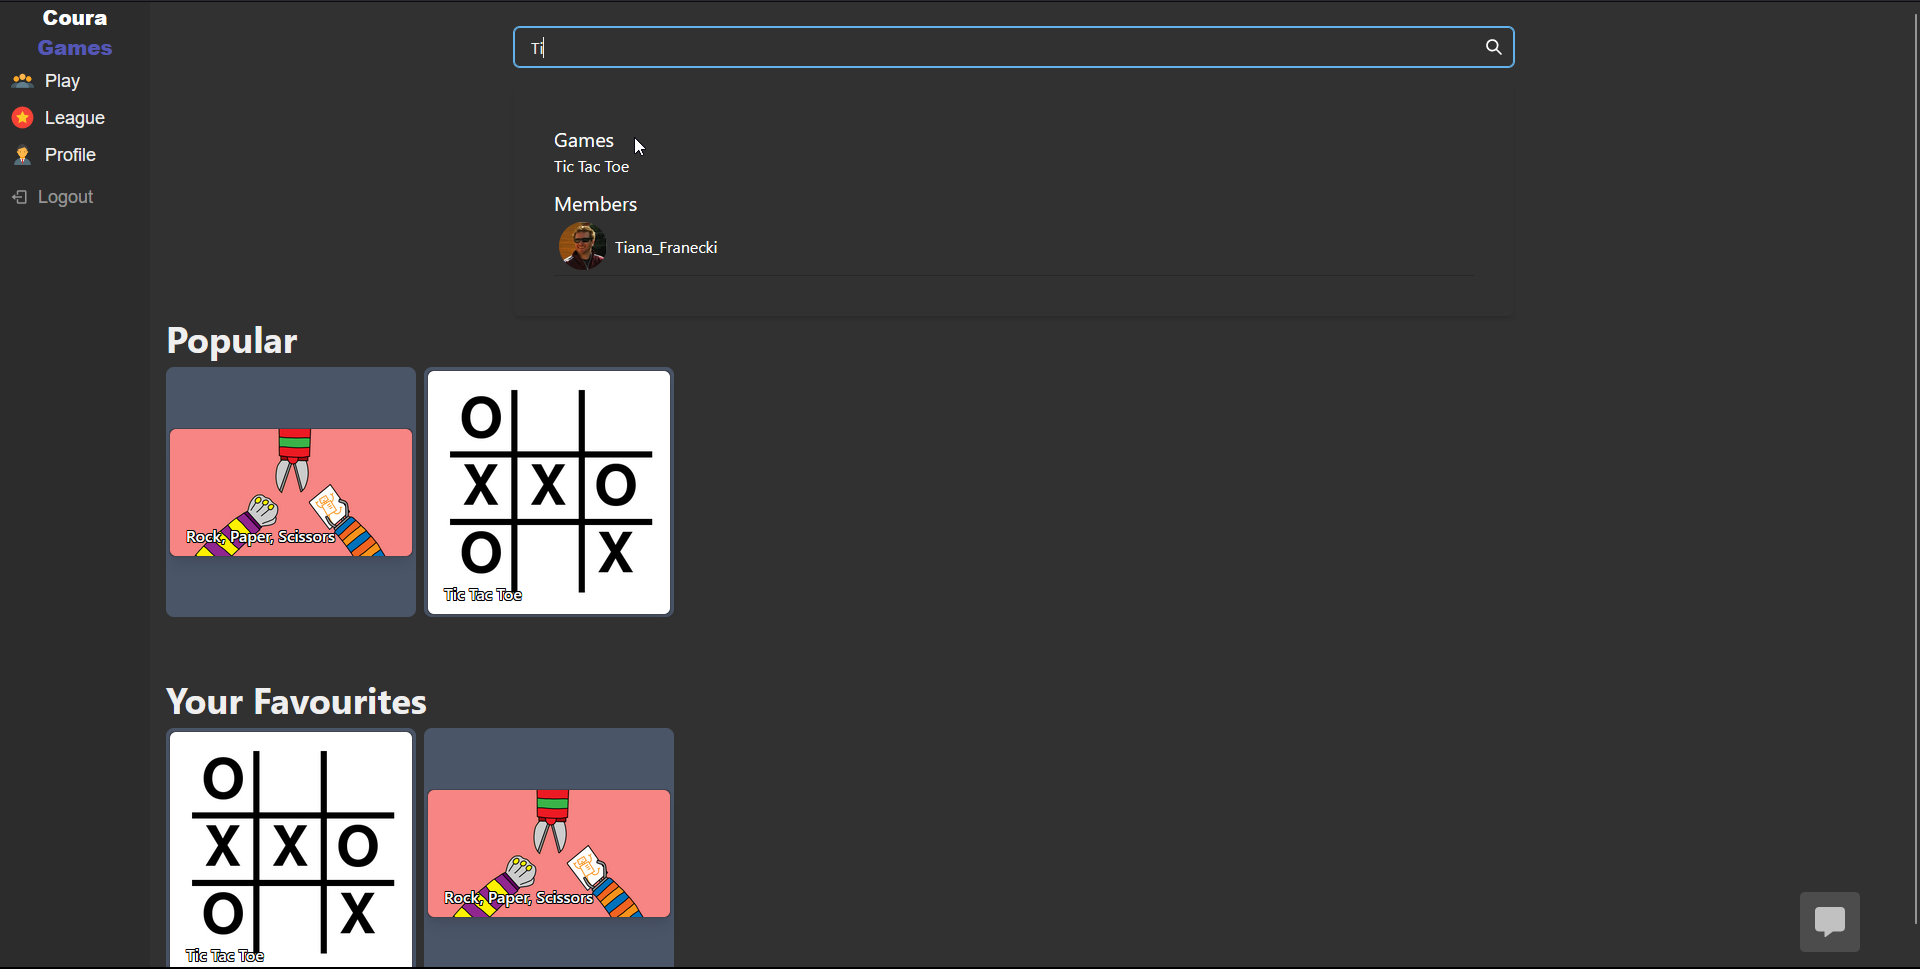 Coura
Games
Play
League
Profile
Logout
Ti
Games
Tic Tac Toe
Members
Tiana_Franecki
Popular
Rock, Paper, Scissors
O
X X O
O X
Tic Tac Toe
Your Favourites
O
X X O
O X
Tic Tac Toe
Rock, Paper, Scissors